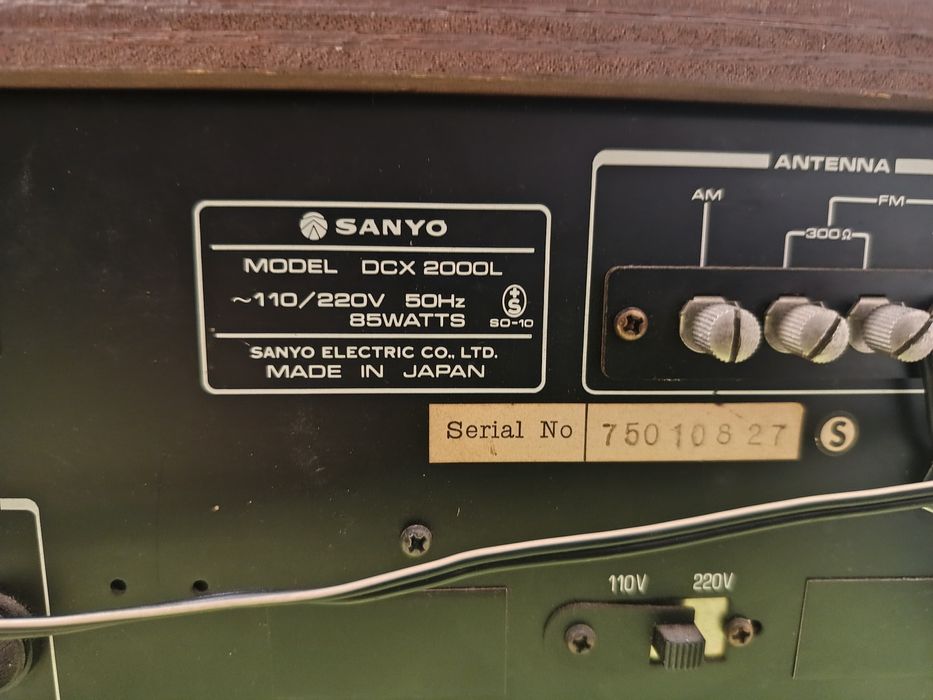 SANYO
MODEL DCX 2000L
~110/220V 50Hz
85WATTS
+S
SO-10
SANYO ELECTRIC CO., LTD.
MADE IN JAPAN
ANTENNA
AM
FM
300Ω
Serial No 75010827
S
110V 220V